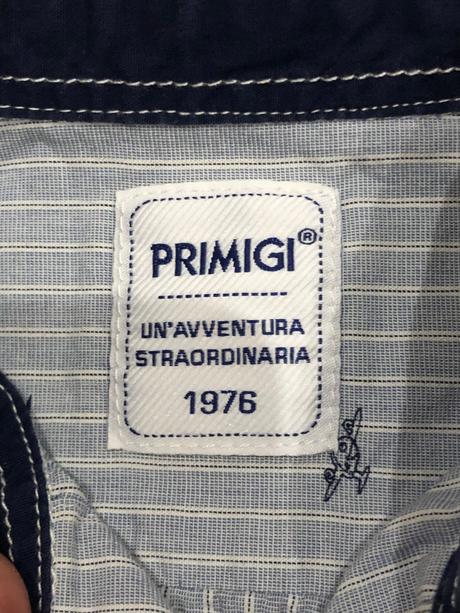 PRIMIGI®
UN'AVVENTURA
STRAORDINARIA
1976